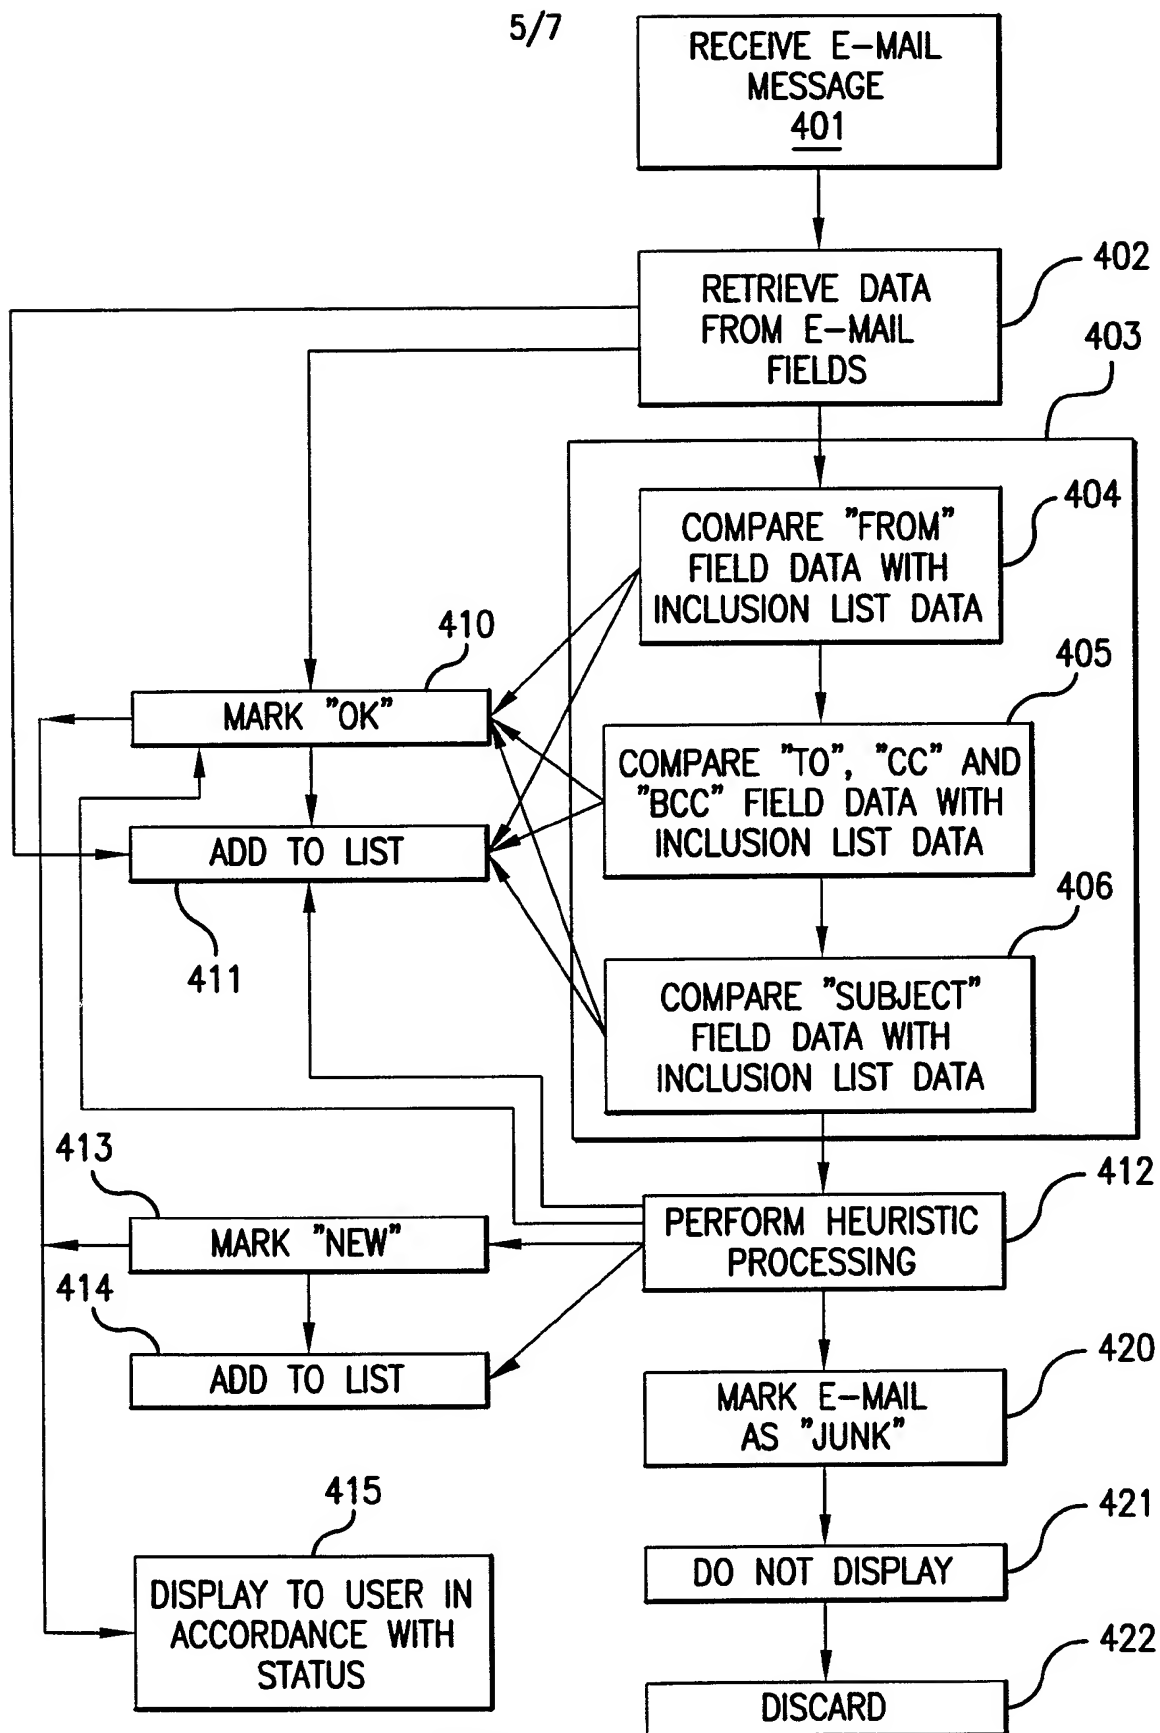 5/7
RECEIVE E-MAIL
MESSAGE
401
RETRIEVE DATA
FROM E-MAIL
FIELDS
402
403
COMPARE "FROM"
FIELD DATA WITH
INCLUSION LIST DATA
404
410
MARK "OK"
405
COMPARE "TO", "CC" AND
"BCC" FIELD DATA WITH
INCLUSION LIST DATA
ADD TO LIST
411
406
COMPARE "SUBJECT"
FIELD DATA WITH
INCLUSION LIST DATA
413
MARK "NEW"
412
PERFORM HEURISTIC
PROCESSING
414
ADD TO LIST
420
MARK E-MAIL
AS "JUNK"
415
DISPLAY TO USER IN
ACCORDANCE WITH
STATUS
421
DO NOT DISPLAY
422
DISCARD